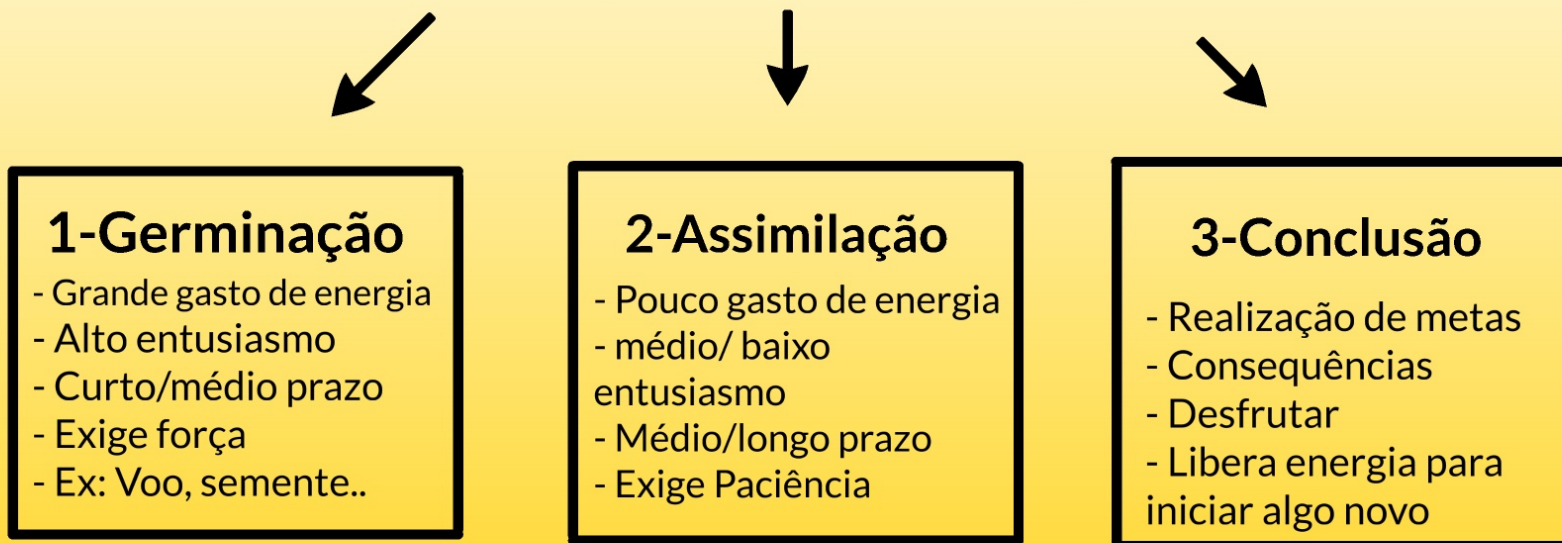 1-Germinação
- Grande gasto de energia
- Alto entusiasmo
- Curto/médio prazo
- Exige força
- Ex: Voo, semente..
2-Assimilação
- Pouco gasto de energia
- médio/ baixo
entusiasmo
- Médio/longo prazo
- Exige Paciência
3-Conclusão
- Realização de metas
- Consequências
- Desfrutar
- Libera energia para
iniciar algo novo